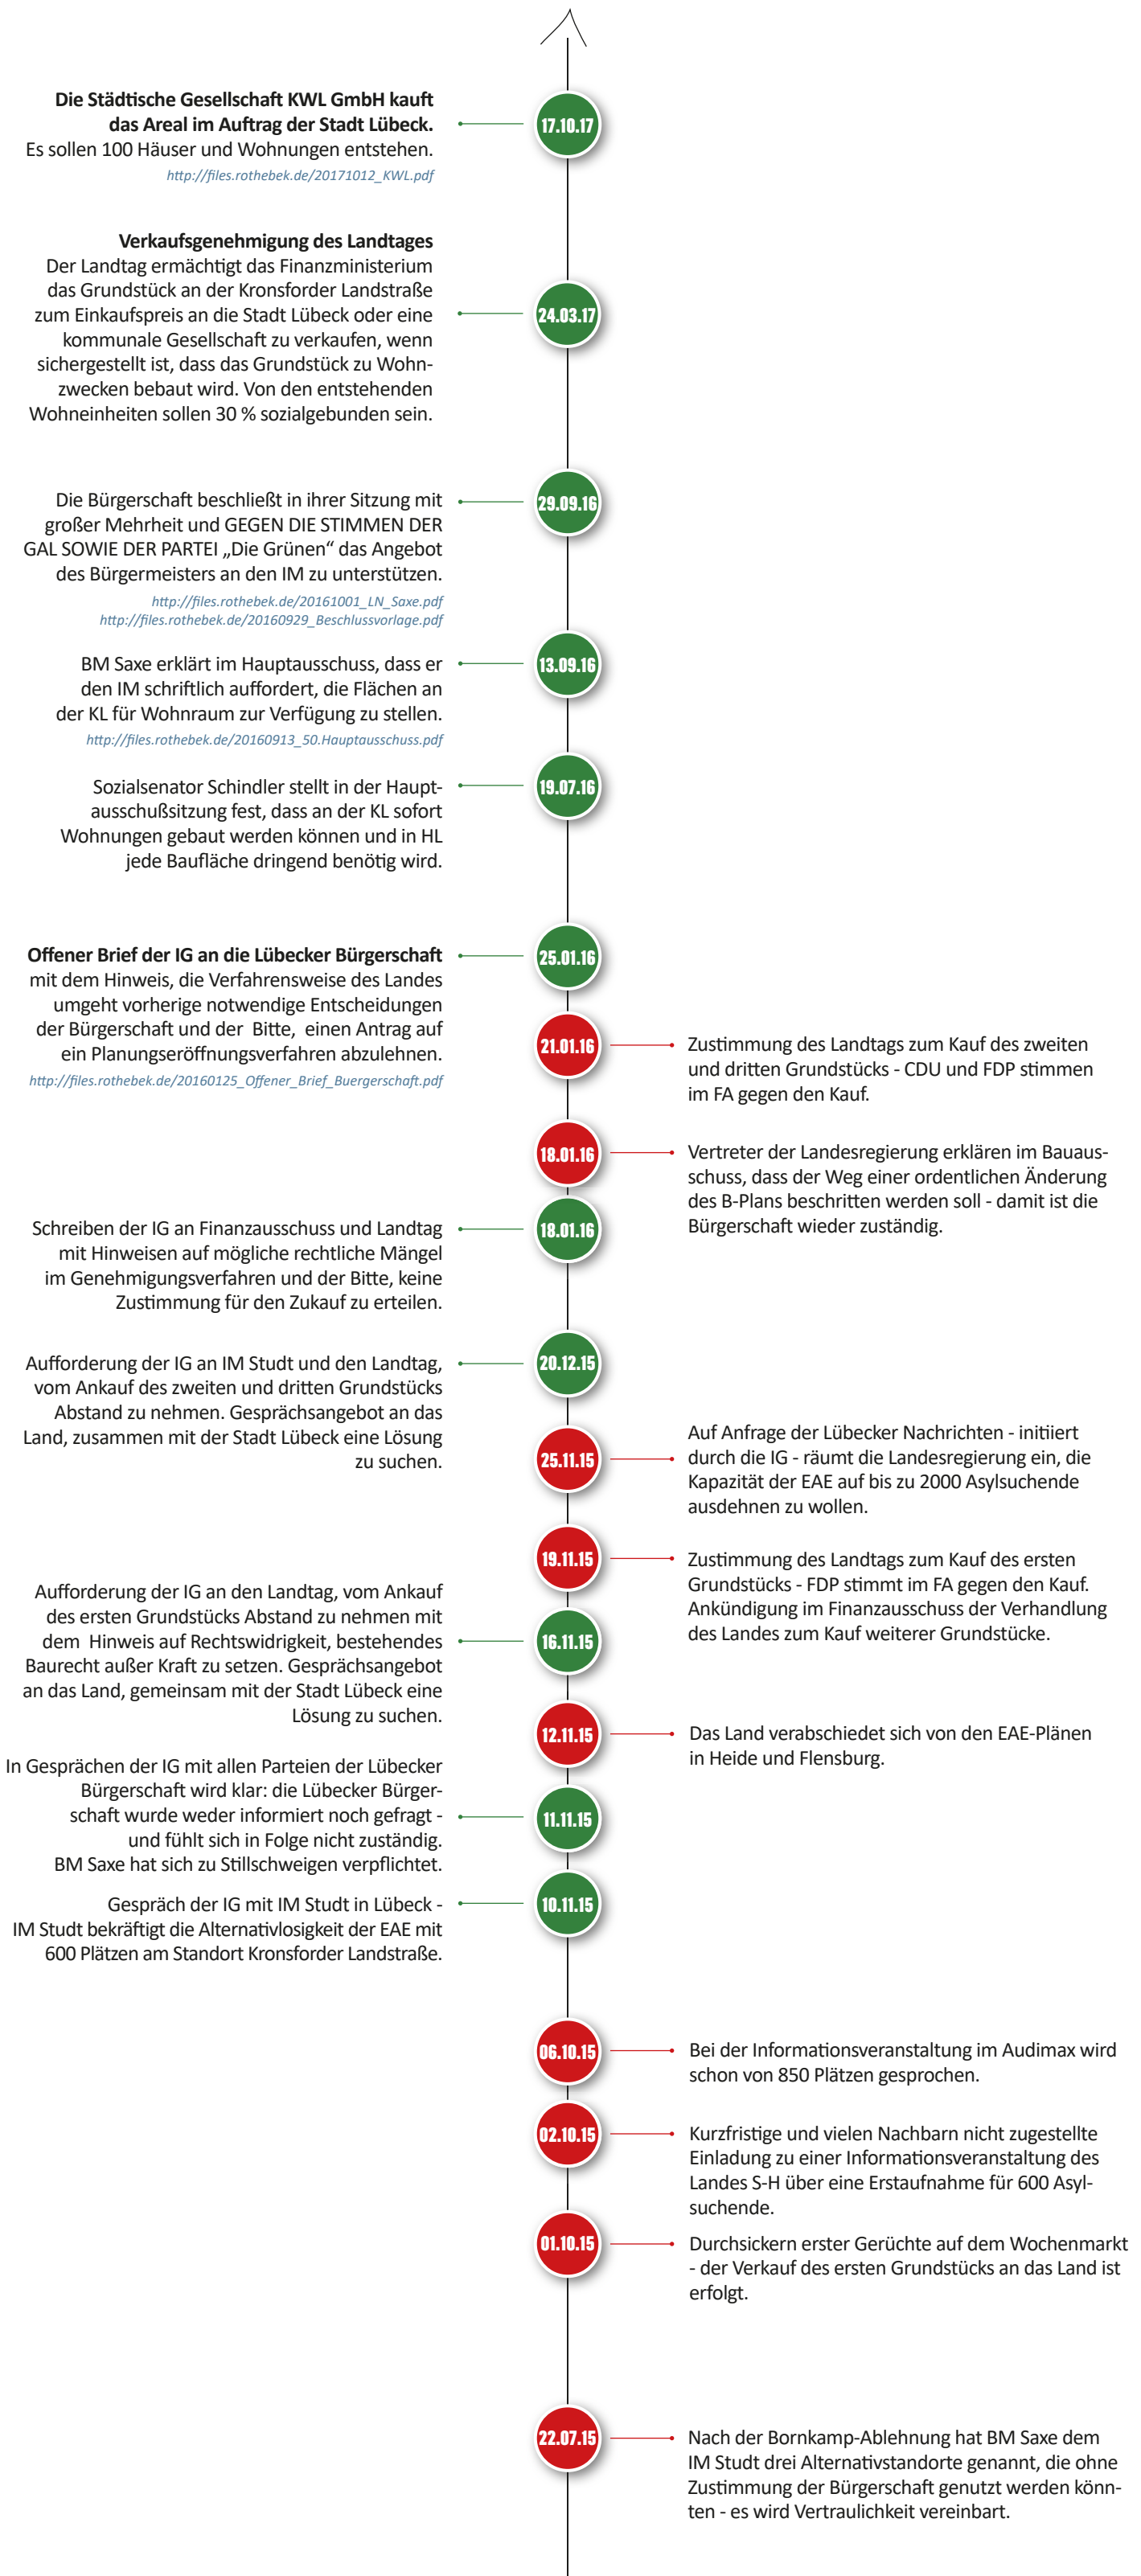 17.10.17
Die Städtische Gesellschaft KWL GmbH kauft
das Areal im Auftrag der Stadt Lübeck.
Es sollen 100 Häuser und Wohnungen entstehen.
http://files.rothebek.de/20171012_KWL.pdf
24.03.17
Verkaufsgenehmigung des Landtages
Der Landtag ermächtigt das Finanzministerium
das Grundstück an der Kronsforder Landstraße
zum Einkaufspreis an die Stadt Lübeck oder eine
kommunale Gesellschaft zu verkaufen, wenn
sichergestellt ist, dass das Grundstück zu Wohn-
zwecken bebaut wird. Von den entstehenden
Wohneinheiten sollen 30 % sozialgebunden sein.
29.09.16
Die Bürgerschaft beschließt in ihrer Sitzung mit
großer Mehrheit und GEGEN DIE STIMMEN DER
GAL SOWIE DER PARTEI „Die Grünen“ das Angebot
des Bürgermeisters an den IM zu unterstützen.
http://files.rothebek.de/20161001_LN_Saxe.pdf
http://files.rothebek.de/20160929_Beschlussvorlage.pdf
13.09.16
BM Saxe erklärt im Hauptausschuss, dass er
den IM schriftlich auffordert, die Flächen an
der KL für Wohnraum zur Verfügung zu stellen.
http://files.rothebek.de/20160913_50.Hauptausschuss.pdf
19.07.16
Sozialsenator Schindler stellt in der Haupt-
ausschußsitzung fest, dass an der KL sofort
Wohnungen gebaut werden können und in HL
jede Baufläche dringend benötig wird.
25.01.16
Offener Brief der IG an die Lübecker Bürgerschaft
mit dem Hinweis, die Verfahrensweise des Landes
umgeht vorherige notwendige Entscheidungen
der Bürgerschaft und der Bitte, einen Antrag auf
ein Planungseröffnungsverfahren abzulehnen.
http://files.rothebek.de/20160125_Offener_Brief_Buergerschaft.pdf
21.01.16
Zustimmung des Landtags zum Kauf des zweiten
und dritten Grundstücks - CDU und FDP stimmen
im FA gegen den Kauf.
18.01.16
Vertreter der Landesregierung erklären im Bauaus-
schuss, dass der Weg einer ordentlichen Änderung
des B-Plans beschritten werden soll - damit ist die
Bürgerschaft wieder zuständig.
18.01.16
Schreiben der IG an Finanzausschuss und Landtag
mit Hinweisen auf mögliche rechtliche Mängel
im Genehmigungsverfahren und der Bitte, keine
Zustimmung für den Zukauf zu erteilen.
20.12.15
Aufforderung der IG an IM Studt und den Landtag,
vom Ankauf des zweiten und dritten Grundstücks
Abstand zu nehmen. Gesprächsangebot an das
Land, zusammen mit der Stadt Lübeck eine Lösung
zu suchen.
25.11.15
Auf Anfrage der Lübecker Nachrichten - initiiert
durch die IG - räumt die Landesregierung ein, die
Kapazität der EAE auf bis zu 2000 Asylsuchende
ausdehnen zu wollen.
19.11.15
Zustimmung des Landtags zum Kauf des ersten
Grundstücks - FDP stimmt im FA gegen den Kauf.
Ankündigung im Finanzausschuss der Verhandlung
des Landes zum Kauf weiterer Grundstücke.
16.11.15
Aufforderung der IG an den Landtag, vom Ankauf
des ersten Grundstücks Abstand zu nehmen mit
dem Hinweis auf Rechtswidrigkeit, bestehendes
Baurecht außer Kraft zu setzen. Gesprächsangebot
an das Land, gemeinsam mit der Stadt Lübeck eine
Lösung zu suchen.
12.11.15
Das Land verabschiedet sich von den EAE-Plänen
in Heide und Flensburg.
11.11.15
In Gesprächen der IG mit allen Parteien der Lübecker
Bürgerschaft wird klar: die Lübecker Bürger-
schaft wurde weder informiert noch gefragt -
und fühlt sich in Folge nicht zuständig.
BM Saxe hat sich zu Stillschweigen verpflichtet.
10.11.15
Gespräch der IG mit IM Studt in Lübeck -
IM Studt bekräftigt die Alternativlosigkeit der EAE mit
600 Plätzen am Standort Kronsforder Landstraße.
06.10.15
Bei der Informationsveranstaltung im Audimax wird
schon von 850 Plätzen gesprochen.
02.10.15
Kurzfristige und vielen Nachbarn nicht zugestellte
Einladung zu einer Informationsveranstaltung des
Landes S-H über eine Erstaufnahme für 600 Asyl-
suchende.
01.10.15
Durchsickern erster Gerüchte auf dem Wochenmarkt
- der Verkauf des ersten Grundstücks an das Land ist
erfolgt.
22.07.15
Nach der Bornkamp-Ablehnung hat BM Saxe dem
IM Studt drei Alternativstandorte genannt, die ohne
Zustimmung der Bürgerschaft genutzt werden könn-
ten - es wird Vertraulichkeit vereinbart.